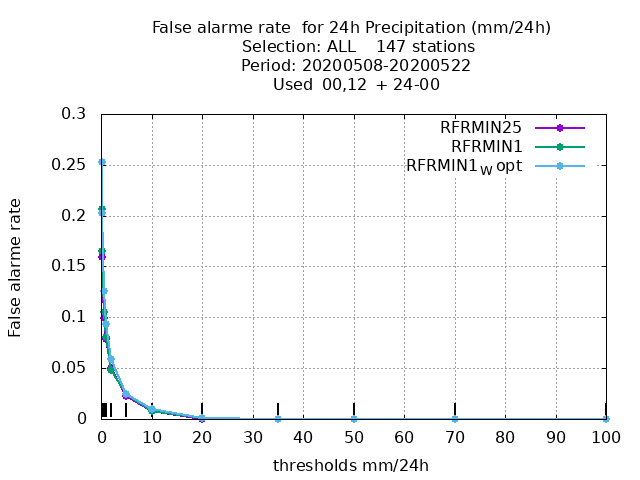 False alarme rate  for 24h Precipitation (mm/24h)
Selection: ALL    147 stations
Period: 20200508-20200522
Used  00,12  + 24-00
RFRMIN25
RFRMIN1
RFRMIN1w opt
0.3
0.25
0.2
0.15
0.1
0.05
0
False alarme rate
0 10 20 30 40 50 60 70 80 90 100
thresholds mm/24h